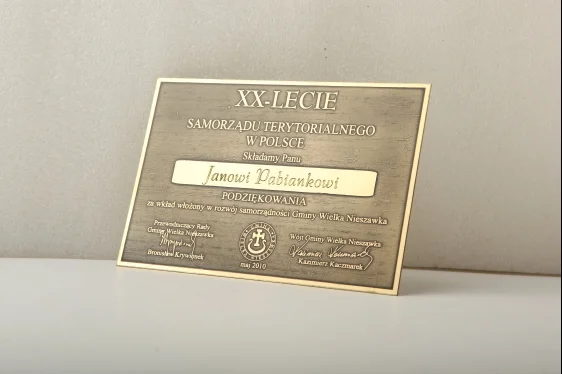 XX-LECIE
SAMORZĄDU TERYTORIALNEGO
W POLSCE
Składamy Panu
Janowi Pabiankowi
PODZIĘKOWANIA
za wkład włożony w rozwój samorządności Gminy Wielka Nieszawka
Przewodniczący Rady
Gminy Wielka Nieszawka
Bronisław Krywionek
Wójt Gminy Wielka Nieszawka
Kazimierz Kaczmarek
maj 2010